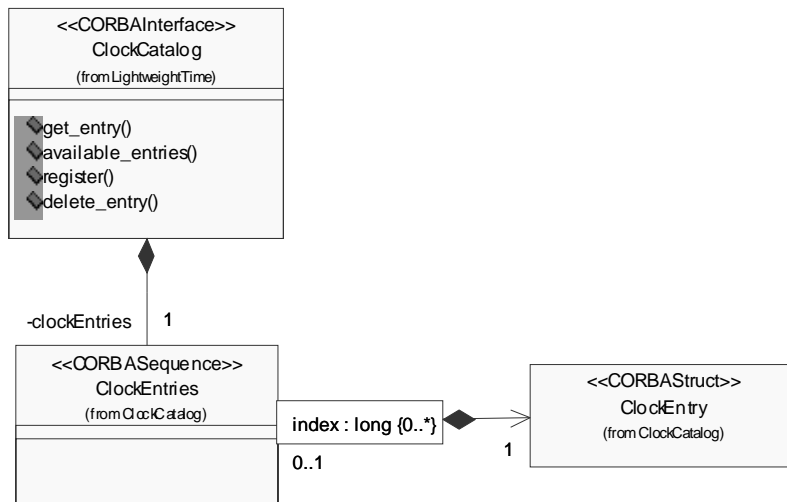 <<CORBAInterface>>
ClockCatalog
(from LightweightTime)
get_entry()
available_entries()
register()
delete_entry()
-clockEntries 1
<<CORBASequence>>
ClockEntries
(from ClockCatalog)
index : long {0..*}
0..1
1
<<CORBAStruct>>
ClockEntry
(from ClockCatalog)